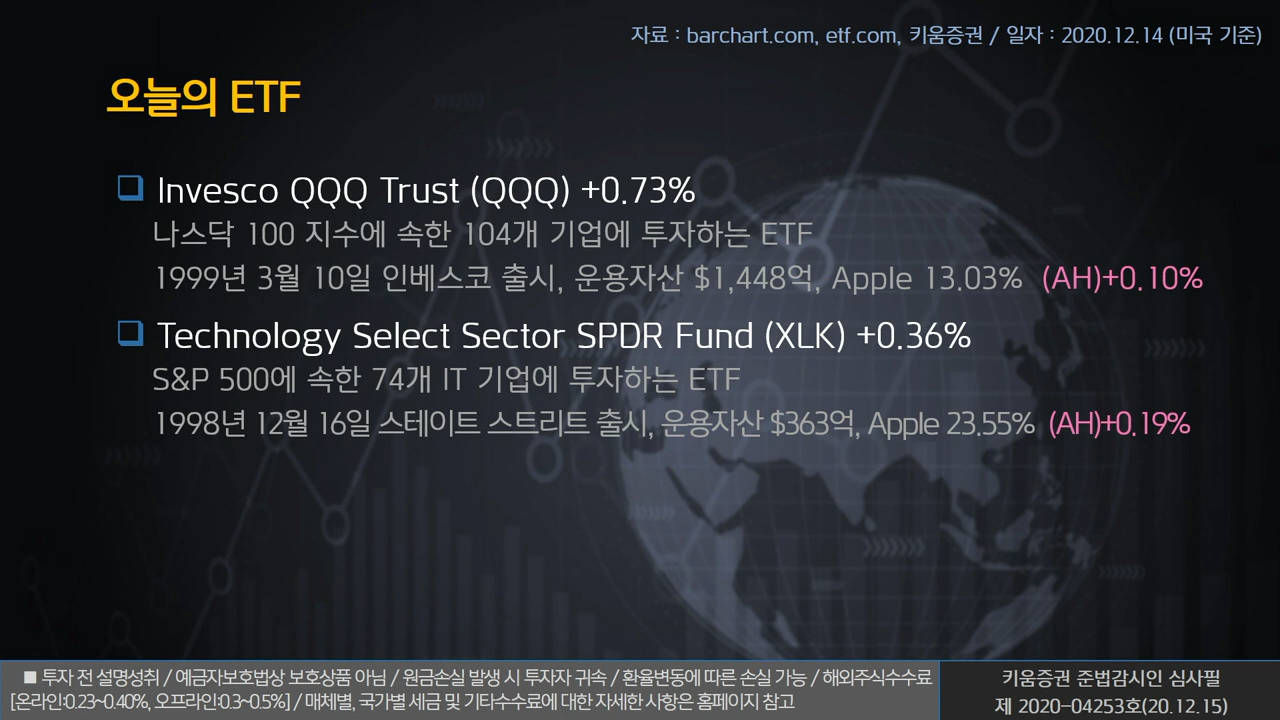 자료 : barchart.com, etf.com, 키움증권 / 일자 : 2020.12.14 (미국 기준)
오늘의 ETF
❑ Invesco QQQ Trust (QQQ) +0.73%
나스닥 100 지수에 속한 104개 기업에 투자하는 ETF
1999년 3월 10일 인베스코 출시, 운용자산 $1,448억, Apple 13.03% (AH)+0.10%
❑ Technology Select Sector SPDR Fund (XLK) +0.36%
S&P 500에 속한 74개 IT 기업에 투자하는 ETF
1998년 12월 16일 스테이트 스트리트 출시, 운용자산 $363억, Apple 23.55% (AH)+0.19%
■ 투자 전 설명성취 / 예금자보호법상 보호상품 아님 / 원금손실 발생 시 투자자 귀속 / 환율변동에 따른 손실 가능 / 해외주식수수료
[온라인:0.23~0.40%, 오프라인:0.3~0.5%] / 매체별, 국가별 세금 및 기타수수료에 대한 자세한 사항은 홈페이지 참고
키움증권 준법감시인 심사필
제 2020-04253호(20.12.15)